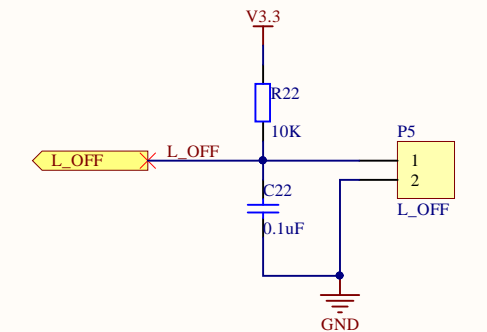 V3.3
R22
10K
P5
L_OFF
L_OFF
1
2
C22
0.1uF
L_OFF
GND